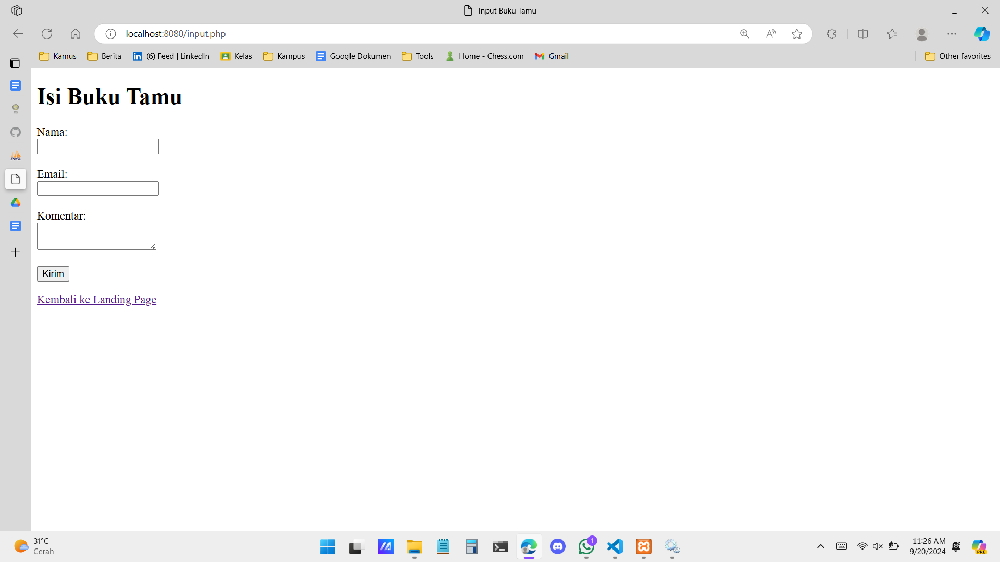 Input Buku Tamu
localhost:8080/input.php
Kamus
Berita
(6) Feed | LinkedIn
Kelas
Kampus
Google Dokumen
Tools
Home - Chess.com
Gmail
Other favorites
PMA
Isi Buku Tamu
Nama:
Email:
Komentar:
Kirim
Kembali ke Landing Page
31°C
Cerah
1
11:26 AM
9/20/2024
PRE